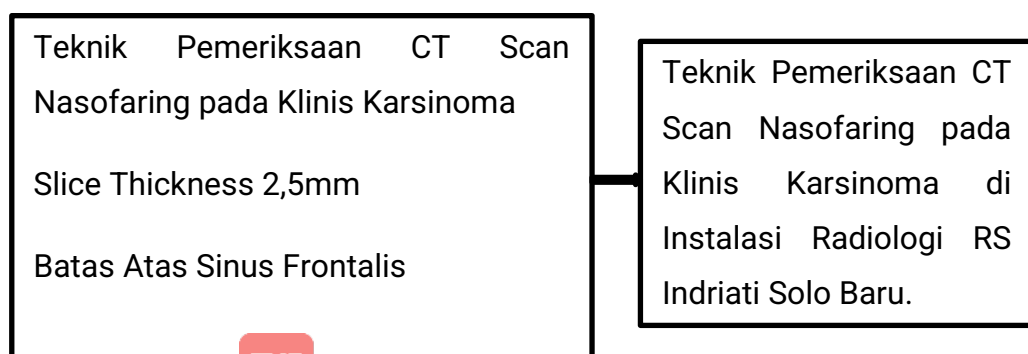 Teknik Pemeriksaan CT Scan
Nasofaring pada Klinis Karsinoma
Slice Thickness 2,5mm
Batas Atas Sinus Frontalis
Teknik Pemeriksaan CT
Scan Nasofaring pada
Klinis Karsinoma di
Instalasi Radiologi RS
Indriati Solo Baru.